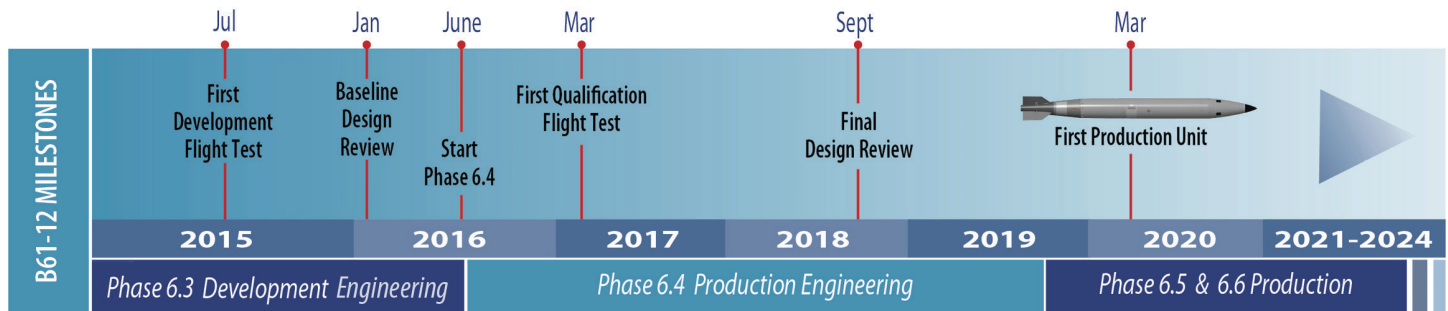 B61-12 MILESTONES
Jul
Jan
June
Mar
Sept
Mar
First
Development
Flight Test
Baseline
Design
Review
Start
Phase 6.4
First Qualification
Flight Test
Final
Design Review
First Production Unit
2015
2016
2017
2018
2019
2020
2021-2024
Phase 6.3 Development Engineering
Phase 6.4 Production Engineering
Phase 6.5 & 6.6 Production